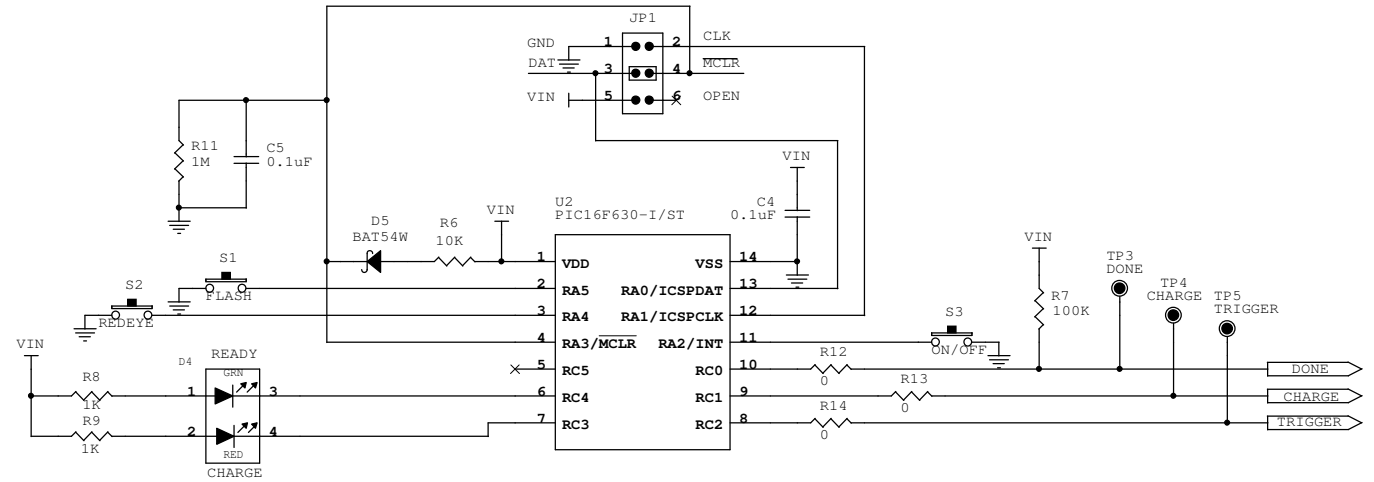 JP1
GND 1 2 CLK
DAT 3 4 MCLR
VIN 5 6 OPEN
R11
1M
C5
0.1uF
VIN
C4
0.1uF
U2
PIC16F630-I/ST
D5
BAT54W
R6
10K
VIN
1 VDD VSS 14
2 RA5 RA0/ICSPDAT 13
3 RA4 RA1/ICSPCLK 12
4 RA3/MCLR RA2/INT 11
5 RC5 RC0 10
6 RC4 RC1 9
7 RC3 RC2 8
S1
FLASH
S2
REDEYE
VIN
R8
1K
R9
1K
D4
READY
GRN
1 3
2 4
RED
CHARGE
S3
ON/OFF
R12
0
R13
0
R14
0
VIN
R7
100K
TP3
DONE
TP4
CHARGE
TP5
TRIGGER
DONE
CHARGE
TRIGGER